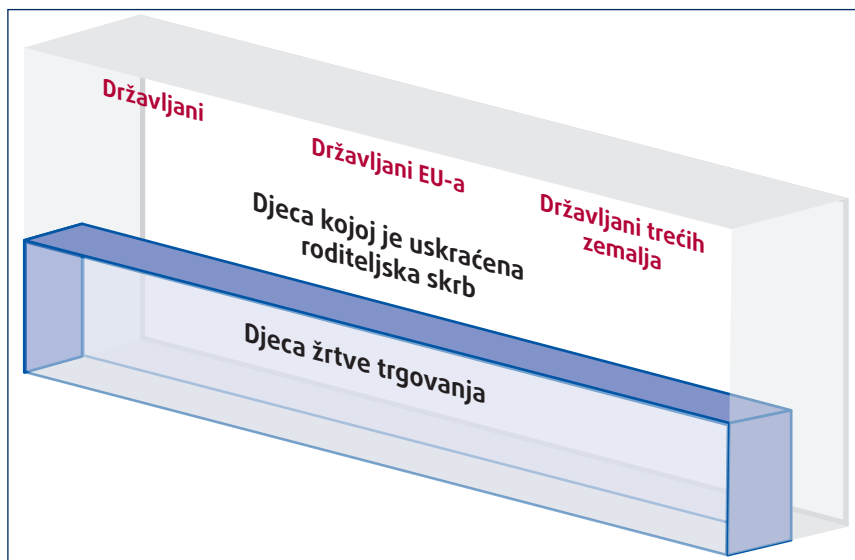 Državljani
Državljani EU-a
Državljani trećih
zemalja
Djeca kojoj je uskraćena
roditeljska skrb
Djeca žrtve trgovanja